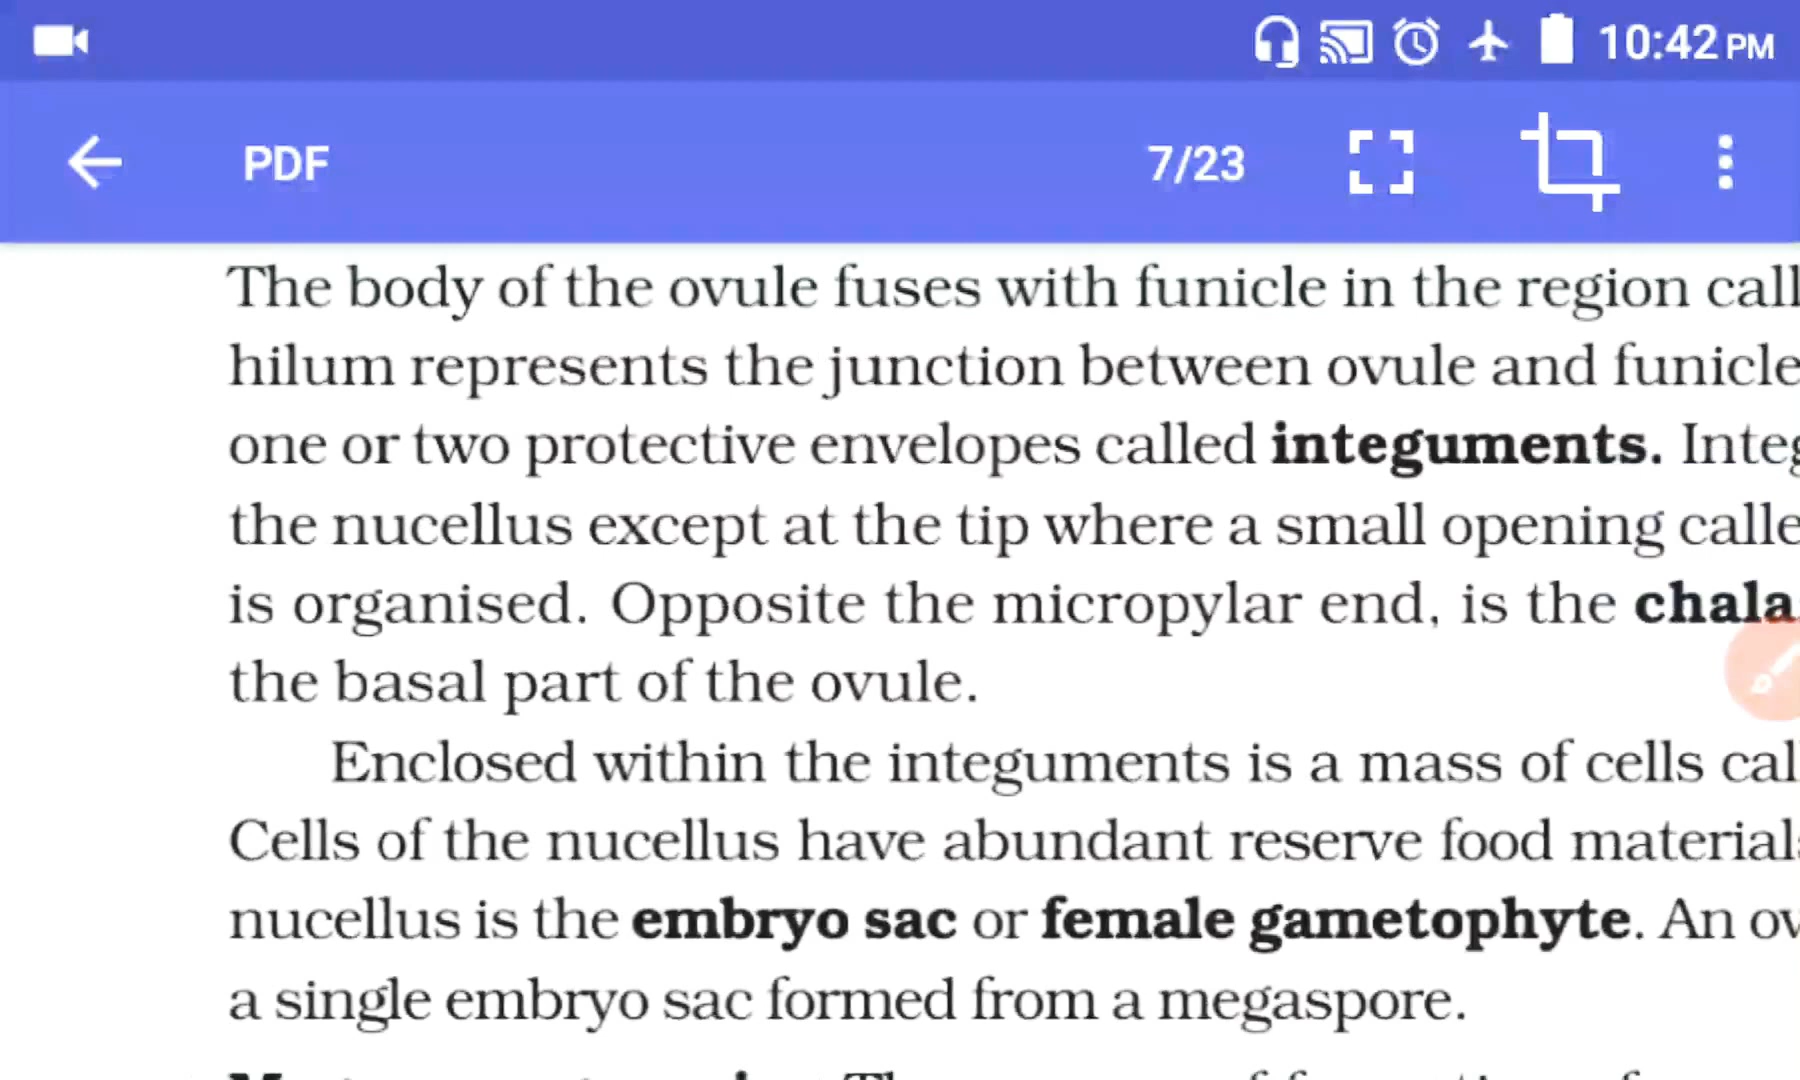 10:42 PM
PDF 7/23
The body of the ovule fuses with funicle in the region call
hilum represents the junction between ovule and funicle
one or two protective envelopes called integuments. Integ
the nucellus except at the tip where a small opening calle
is organised. Opposite the micropylar end, is the chala
the basal part of the ovule.
Enclosed within the integuments is a mass of cells cal
Cells of the nucellus have abundant reserve food materials
nucellus is the embryo sac or female gametophyte. An ov
a single embryo sac formed from a megaspore.